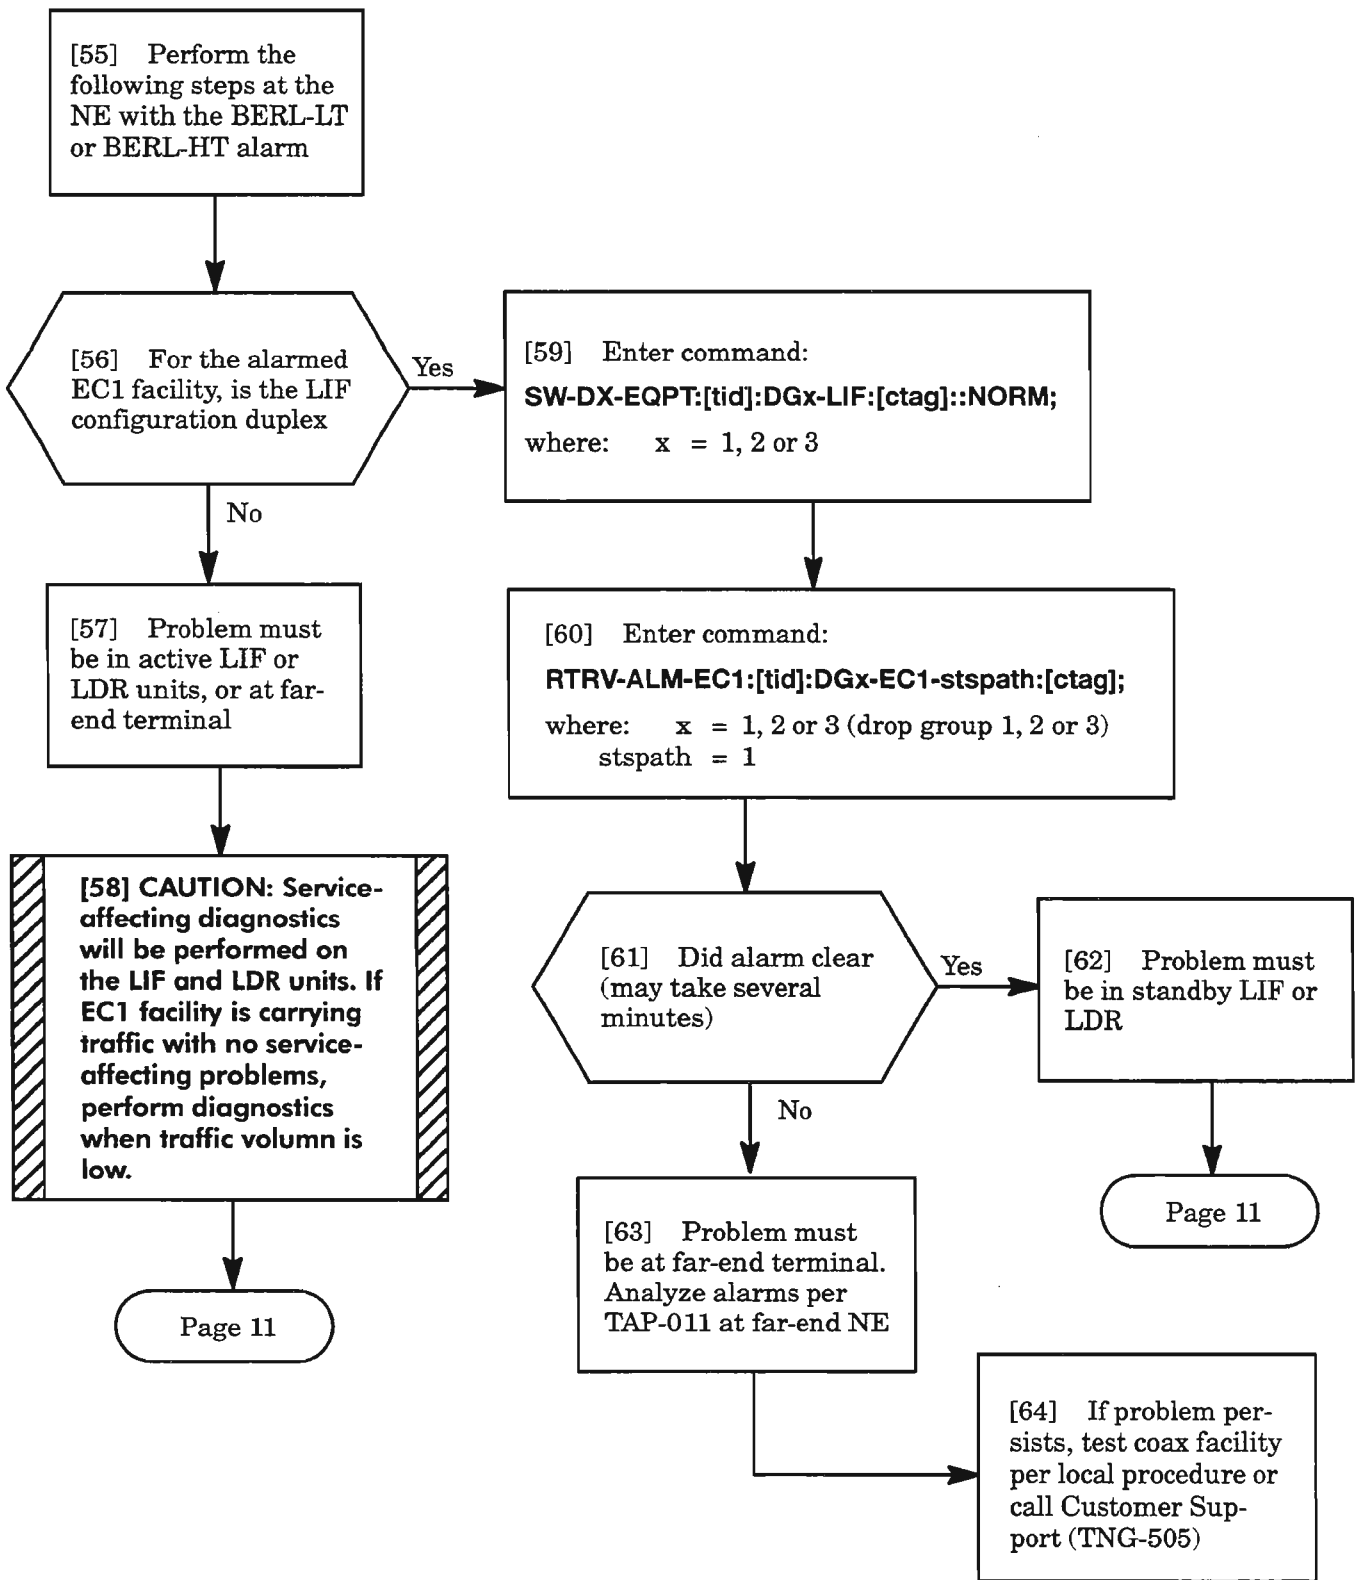 [55] Perform the
following steps at the
NE with the BERL-LT
or BERL-HT alarm
[56] For the alarmed
EC1 facility, is the LIF
configuration duplex
Yes
No
[59] Enter command:
SW-DX-EQPT:[tid]:DGx-LIF:[ctag]::NORM;
where: x = 1, 2 or 3
[57] Problem must
be in active LIF or
LDR units, or at far-
end terminal
[60] Enter command:
RTRV-ALM-EC1:[tid]:DGx-EC1-stspath:[ctag];
where: x = 1, 2 or 3 (drop group 1, 2 or 3)
stspath = 1
[58] CAUTION: Service-
affecting diagnostics
will be performed on
the LIF and LDR units. If
EC1 facility is carrying
traffic with no service-
affecting problems,
perform diagnostics
when traffic volumn is
low.
Page 11
[61] Did alarm clear
(may take several
minutes)
Yes
No
[62] Problem must
be in standby LIF or
LDR
Page 11
[63] Problem must
be at far-end terminal.
Analyze alarms per
TAP-011 at far-end NE
[64] If problem per-
sists, test coax facility
per local procedure or
call Customer Sup-
port (TNG-505)